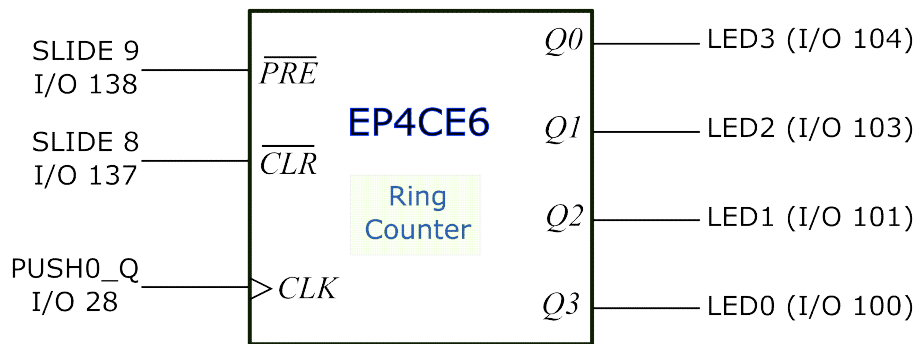 SLIDE 9
I/O 138
PRE
Q0
LED3 (I/O 104)
EP4CE6
Q1
LED2 (I/O 103)
SLIDE 8
I/O 137
CLR
Ring
Counter
Q2
LED1 (I/O 101)
PUSH0_Q
I/O 28
CLK
Q3
LED0 (I/O 100)